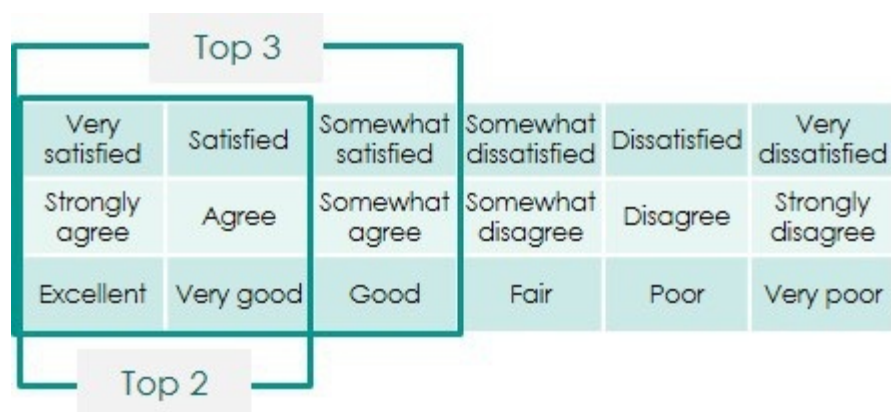 Top 3
Very satisfied
Satisfied
Somewhat satisfied
Somewhat dissatisfied
Dissatisfied
Very dissatisfied
Strongly agree
Agree
Somewhat agree
Somewhat disagree
Disagree
Strongly disagree
Excellent
Very good
Good
Fair
Poor
Very poor
Top 2